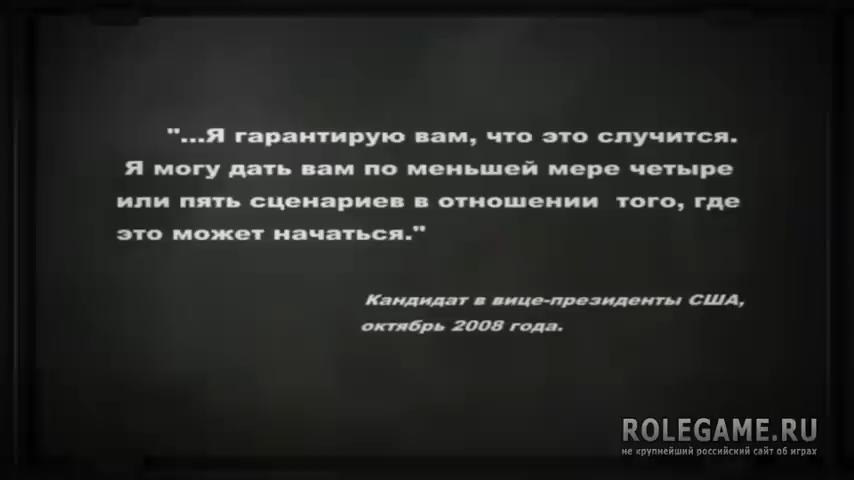 "...Я гарантирую вам, что это случится.
Я могу дать вам по меньшей мере четыре
или пять сценариев в отношении того, где
это может начаться."
Кандидат в вице-президенты США,
октябрь 2008 года.
ROLEGAME.RU
не крупнейший российский сайт об играх